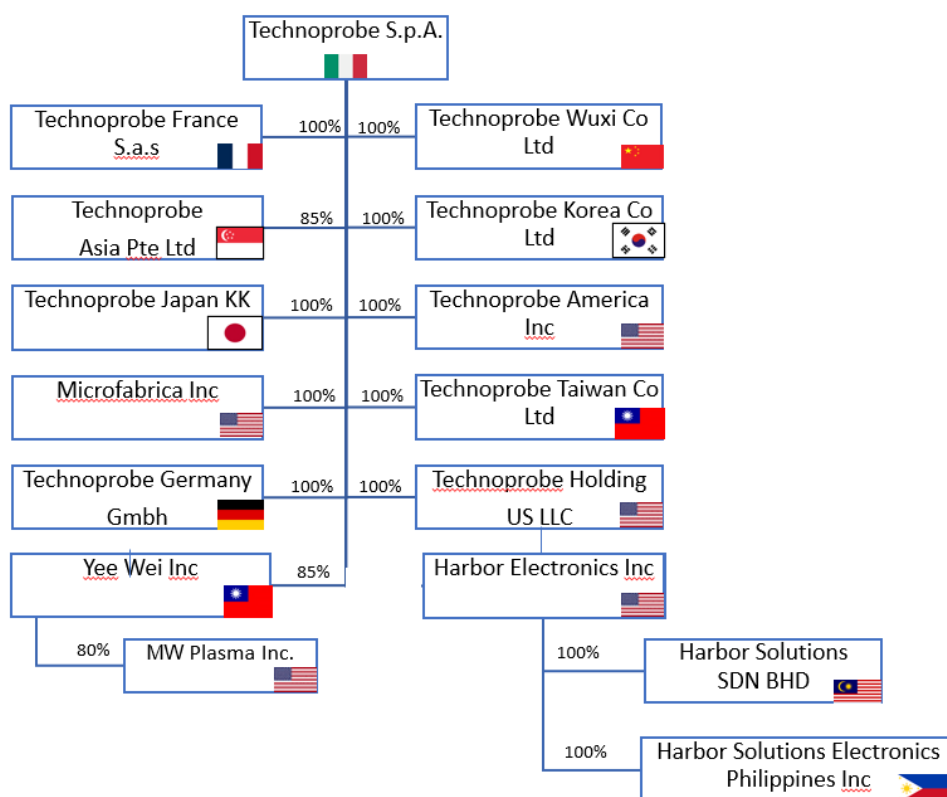 Technoprobe S.p.A.
Technoprobe France
S.a.s
100%
100%
Technoprobe Wuxi Co
Ltd
Technoprobe
Asia Pte Ltd
85%
100%
Technoprobe Korea Co
Ltd
Technoprobe Japan KK
100%
100%
Technoprobe America
Inc
Microfabrica Inc
100%
100%
Technoprobe Taiwan Co
Ltd
Technoprobe Germany
Gmbh
100%
100%
Technoprobe Holding
US LLC
Yee Wei Inc
85%
Harbor Electronics Inc
80%
MW Plasma Inc.
100%
Harbor Solutions
SDN BHD
100%
Harbor Solutions Electronics
Philippines Inc